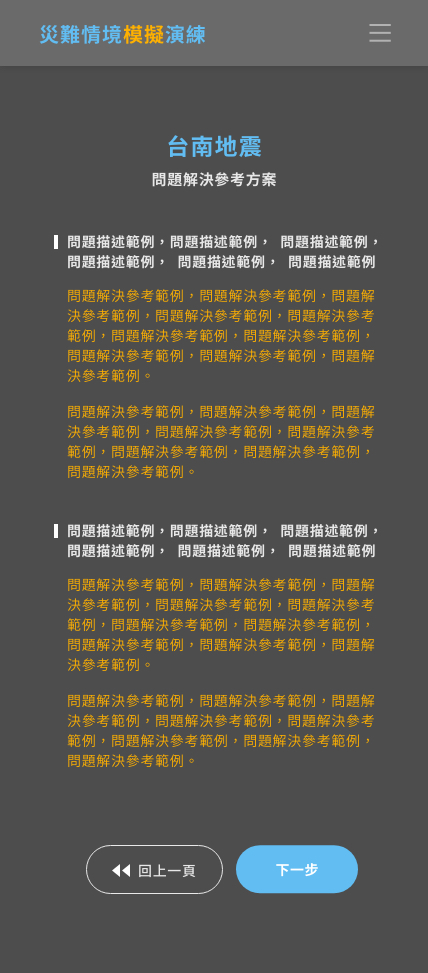 災難情境模擬演練
台南地震
問題解決參考方案
問題描述範例，問題描述範例， 問題描述範例，
問題描述範例， 問題描述範例， 問題描述範例
問題解決參考範例，問題解決參考範例，問題解
決參考範例，問題解決參考範例，問題解決參考
範例，問題解決參考範例，問題解決參考範例，
問題解決參考範例，問題解決參考範例，問題解
決參考範例。
問題解決參考範例，問題解決參考範例，問題解
決參考範例，問題解決參考範例，問題解決參考
範例，問題解決參考範例，問題解決參考範例，
問題解決參考範例。
問題描述範例，問題描述範例， 問題描述範例，
問題描述範例， 問題描述範例， 問題描述範例
問題解決參考範例，問題解決參考範例，問題解
決參考範例，問題解決參考範例，問題解決參考
範例，問題解決參考範例，問題解決參考範例，
問題解決參考範例，問題解決參考範例，問題解
決參考範例。
問題解決參考範例，問題解決參考範例，問題解
決參考範例，問題解決參考範例，問題解決參考
範例，問題解決參考範例，問題解決參考範例，
問題解決參考範例。
回上一頁
下一步